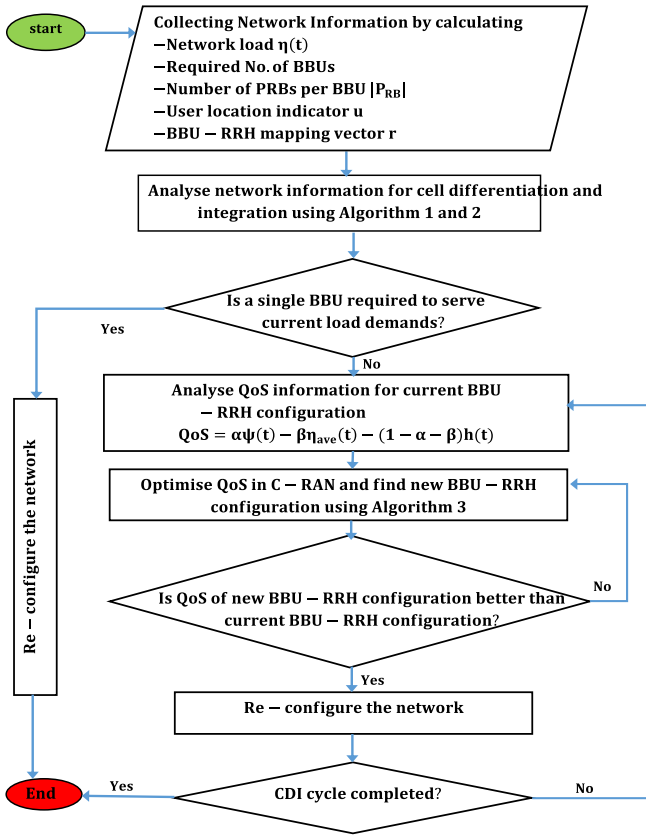 start
Collecting Network Information by calculating
−Network load η(t)
−Required No. of BBUs
−Number of PRBs per BBU |P_RB|
−User location indicator u
−BBU − RRH mapping vector r
Analyse network information for cell differentiation and
integration using Algorithm 1 and 2
Is a single BBU required to serve
current load demands?
Yes
No
Analyse QoS information for current BBU
− RRH configuration
QoS = αψ(t) − βη_ave(t) − (1 − α − β)h(t)
Re − configure the network
Optimise QoS in C − RAN and find new BBU − RRH
configuration using Algorithm 3
Is QoS of new BBU − RRH configuration better than
current BBU − RRH configuration?
No
Yes
Re − configure the network
CDI cycle completed?
Yes
No
End